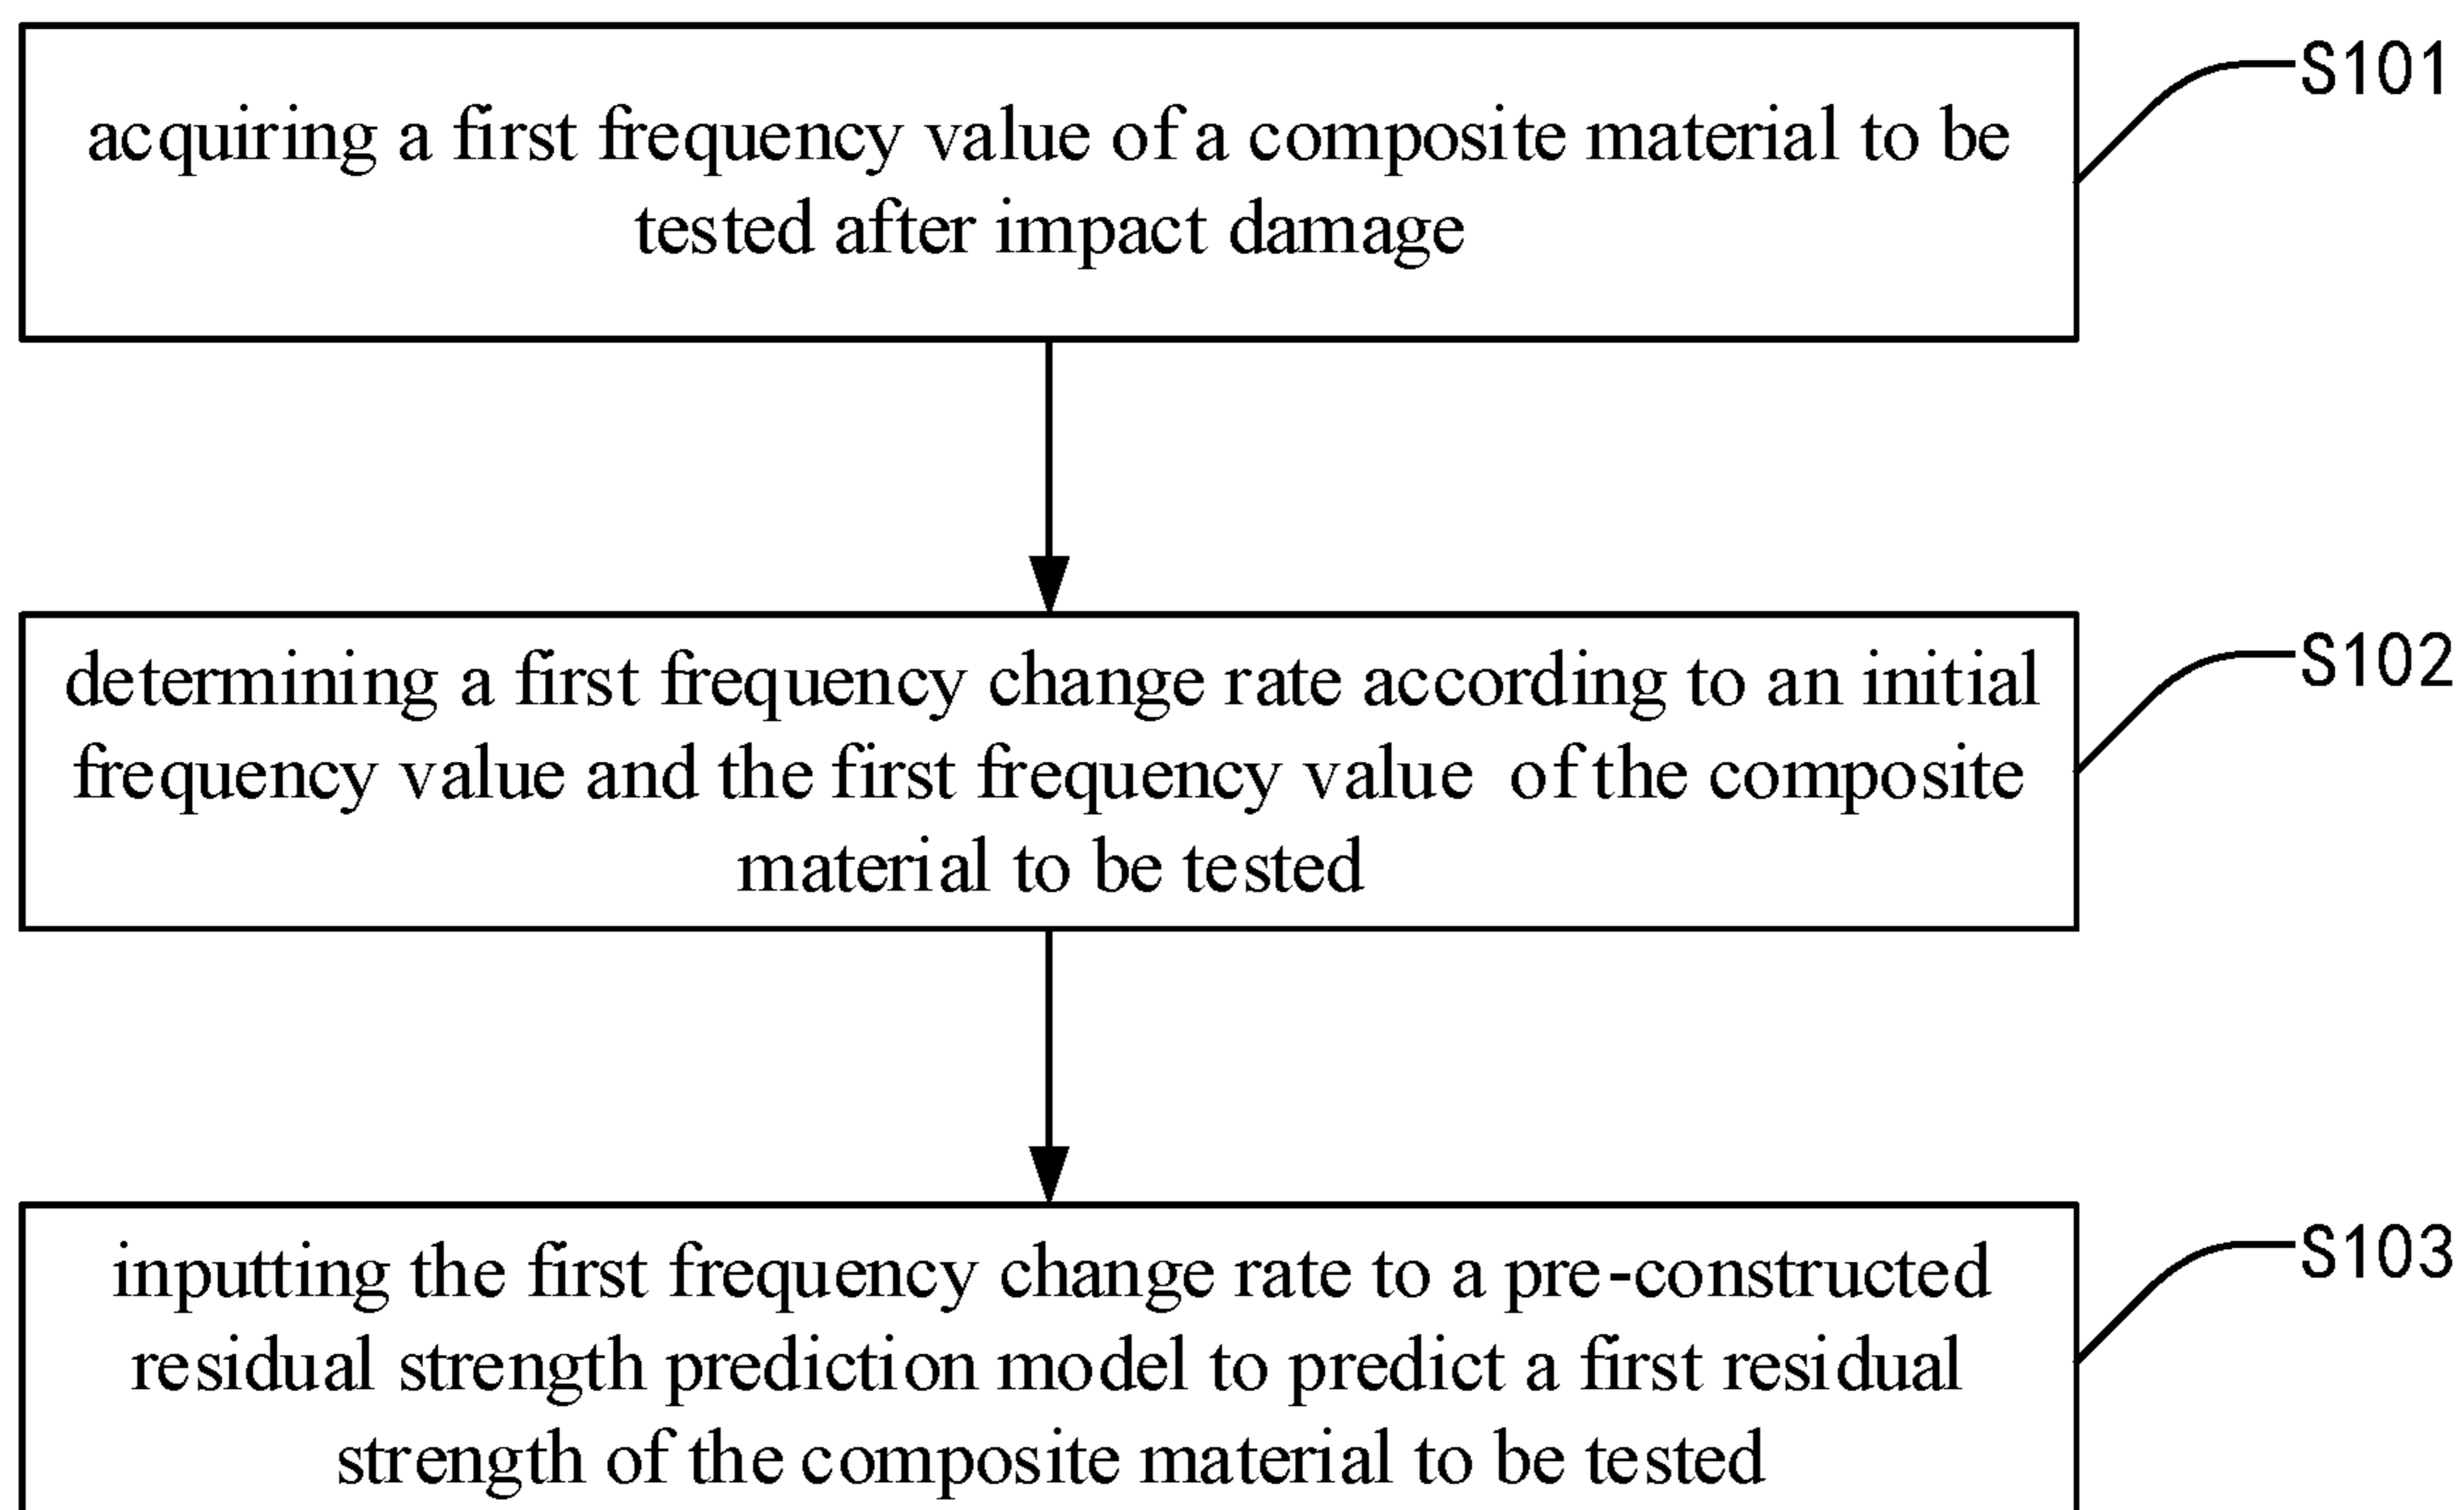 S101
acquiring a first frequency value of a composite material to be
tested after impact damage
S102
determining a first frequency change rate according to an initial
frequency value and the first frequency value of the composite
material to be tested
S103
inputting the first frequency change rate to a pre-constructed
residual strength prediction model to predict a first residual
strength of the composite material to be tested